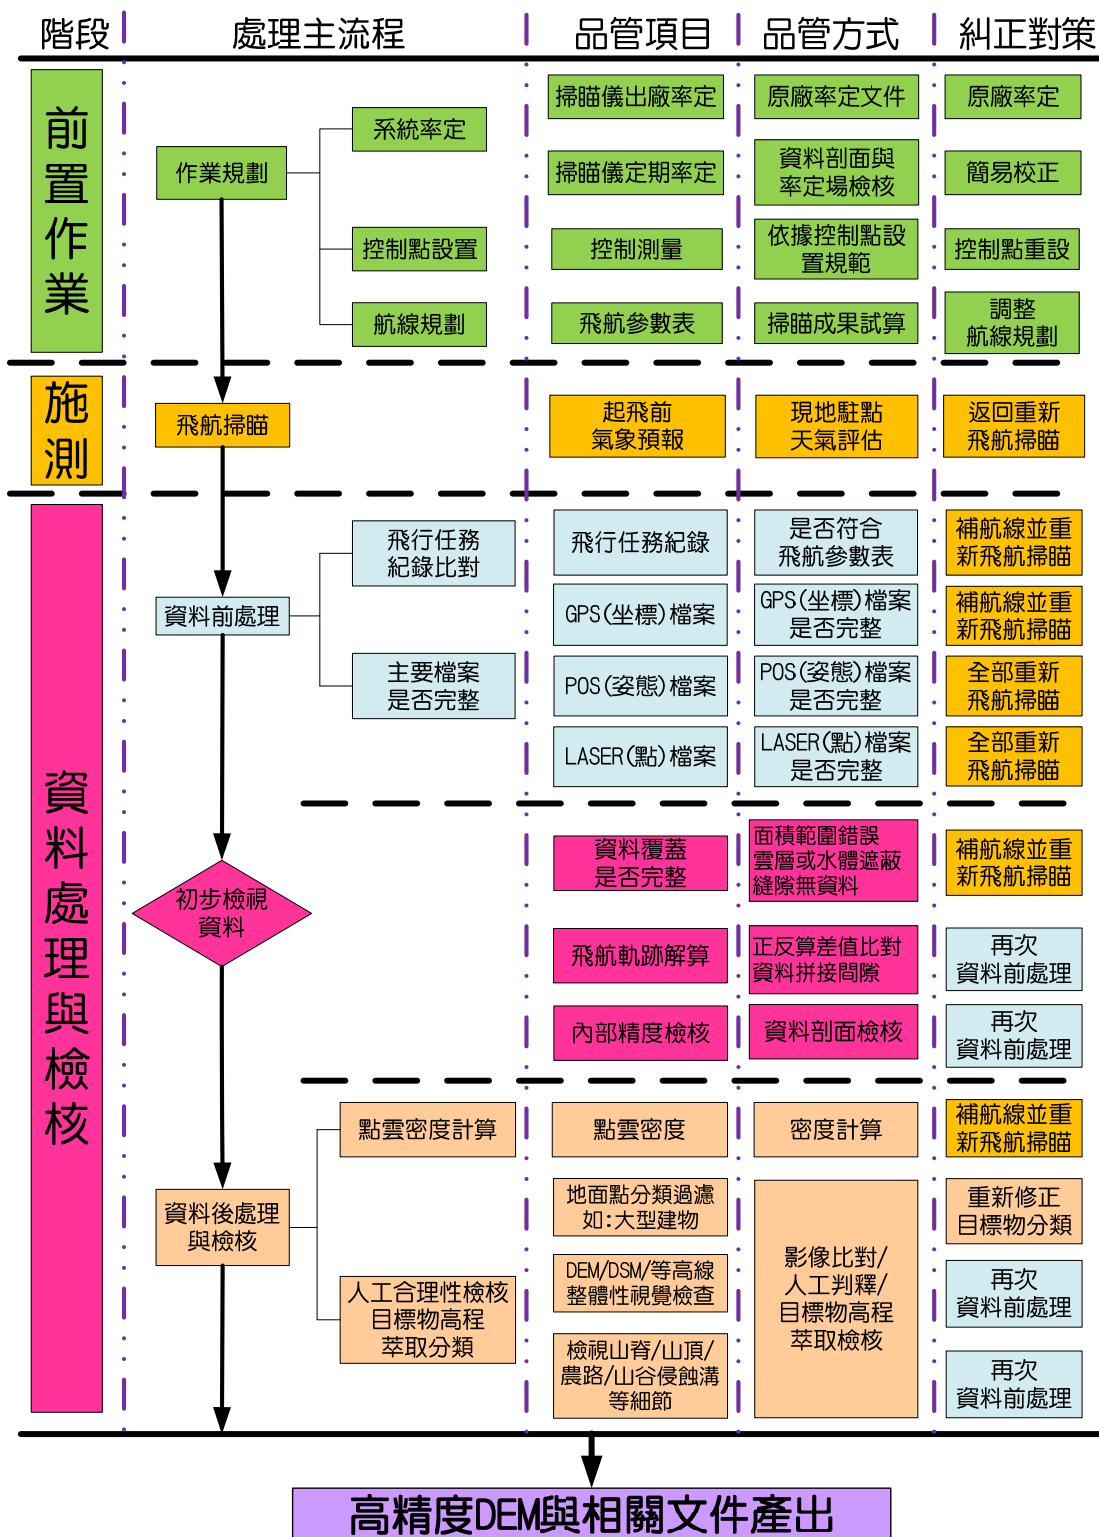 階段
處理主流程
品管項目
品管方式
糾正對策
前置作業
作業規劃
系統率定
控制點設置
航線規劃
掃瞄儀出廠率定
原廠率定文件
原廠率定
掃瞄儀定期率定
資料剖面與
率定場檢核
簡易校正
控制測量
依據控制點設
置規範
控制點重設
飛航參數表
掃瞄成果試算
調整
航線規劃
施測
飛航掃瞄
起飛前
氣象預報
現地駐點
天氣評估
返回重新
飛航掃瞄
資料處理與檢核
資料前處理
飛行任務
紀錄比對
主要檔案
是否完整
飛行任務紀錄
是否符合
飛航參數表
補航線並重
新飛航掃瞄
GPS(坐標)檔案
GPS(坐標)檔案
是否完整
補航線並重
新飛航掃瞄
POS(姿態)檔案
POS(姿態)檔案
是否完整
全部重新
飛航掃瞄
LASER(點)檔案
LASER(點)檔案
是否完整
全部重新
飛航掃瞄
初步檢視
資料
資料覆蓋
是否完整
面積範圍錯誤
雲層或水體遮蔽
縫隙無資料
補航線並重
新飛航掃瞄
飛航軌跡解算
正反算差值比對
資料拼接間隙
再次
資料前處理
內部精度檢核
資料剖面檢核
再次
資料前處理
資料後處理
與檢核
點雲密度計算
人工合理性檢核
目標物高程
萃取分類
點雲密度
密度計算
補航線並重
新飛航掃瞄
地面點分類過濾
如:大型建物
影像比對/
人工判釋/
目標物高程
萃取檢核
重新修正
目標物分類
DEM/DSM/等高線
整體性視覺檢查
再次
資料前處理
檢視山脊/山頂/
農路/山谷侵蝕溝
等細節
再次
資料前處理
高精度DEM與相關文件產出